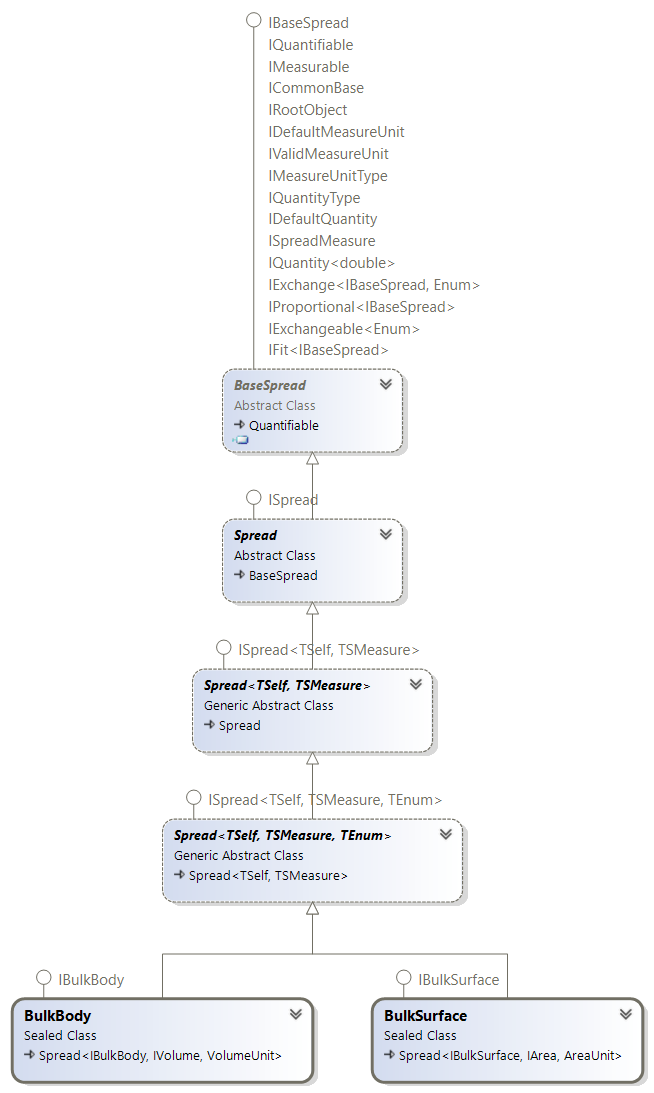 IBaseSpread
IQuantifiable
IMeasurable
ICommonBase
IRootObject
IDefaultMeasureUnit
IValidMeasureUnit
IMeasureUnitType
IQuantityType
IDefaultQuantity
ISpreadMeasure
IQuantity<double>
IExchange<IBaseSpread, Enum>
IProportional<IBaseSpread>
IExchangeable<Enum>
IFit<IBaseSpread>
BaseSpread
Abstract Class
Quantifiable
ISpread
Spread
Abstract Class
BaseSpread
ISpread<TSelf, TSMeasure>
Spread<TSelf, TSMeasure>
Generic Abstract Class
Spread
ISpread<TSelf, TSMeasure, TEnum>
Spread<TSelf, TSMeasure, TEnum>
Generic Abstract Class
Spread<TSelf, TSMeasure>
IBulkBody
BulkBody
Sealed Class
Spread<IBulkBody, IVolume, VolumeUnit>
IBulkSurface
BulkSurface
Sealed Class
Spread<IBulkSurface, IArea, AreaUnit>